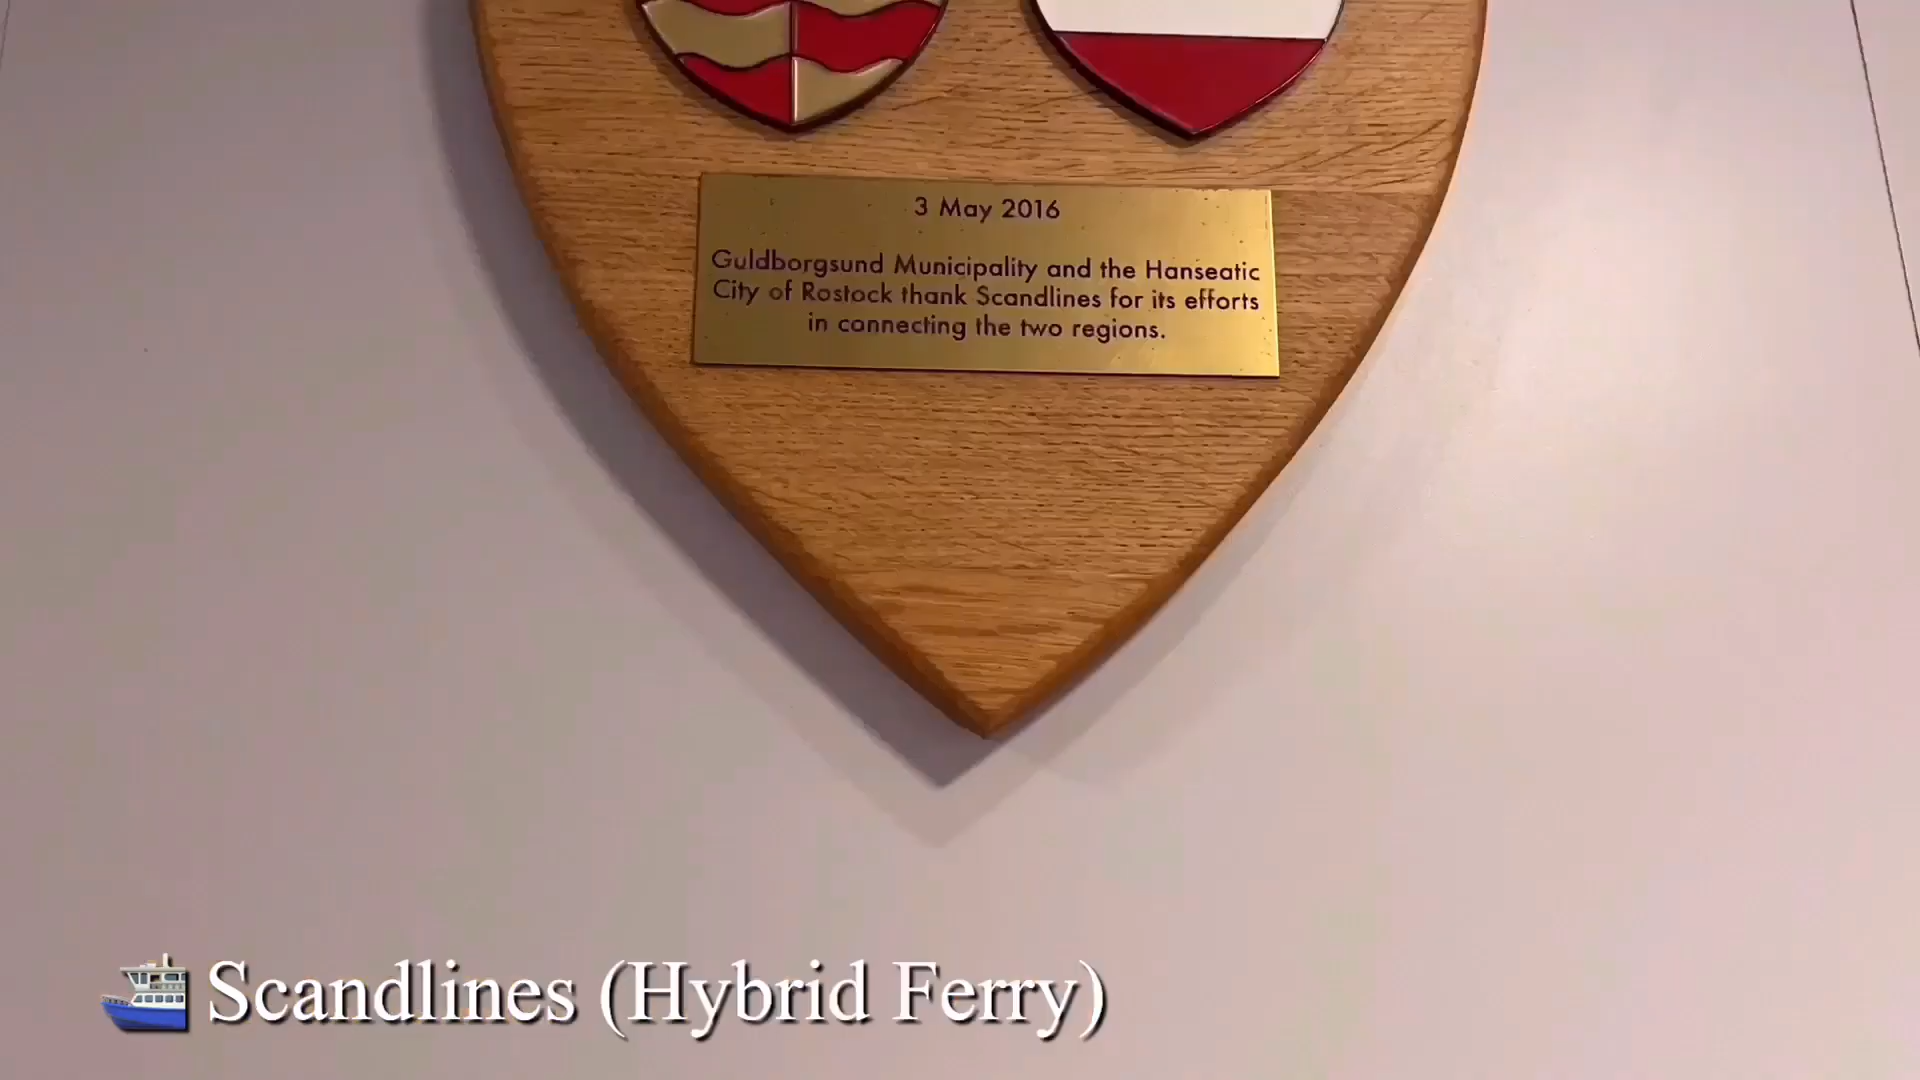 3 May 2016
Guldborgsund Municipality and the Hanseatic
City of Rostock thank Scandlines for its efforts
in connecting the two regions.
Scandlines (Hybrid Ferry)